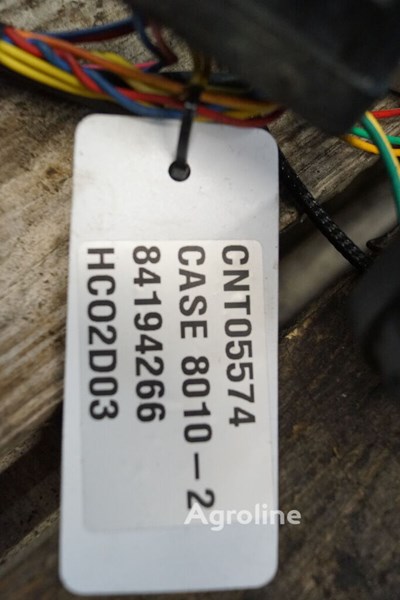 CNT05574
CASE 8010-2
84194266
HC02D03
Agroline